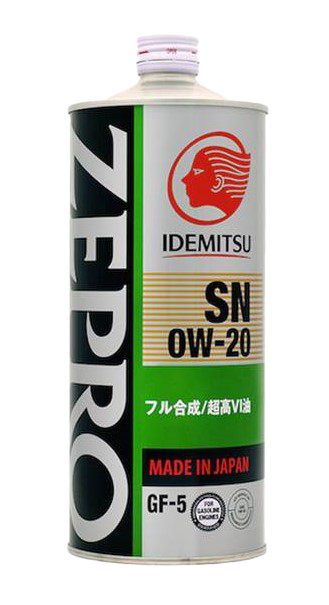 ZEPRO
IDEMITSU
SN
0W-20
フル合成/超高VI油
MADE IN JAPAN
GF-5
FOR
GASOLINE
ENGINES